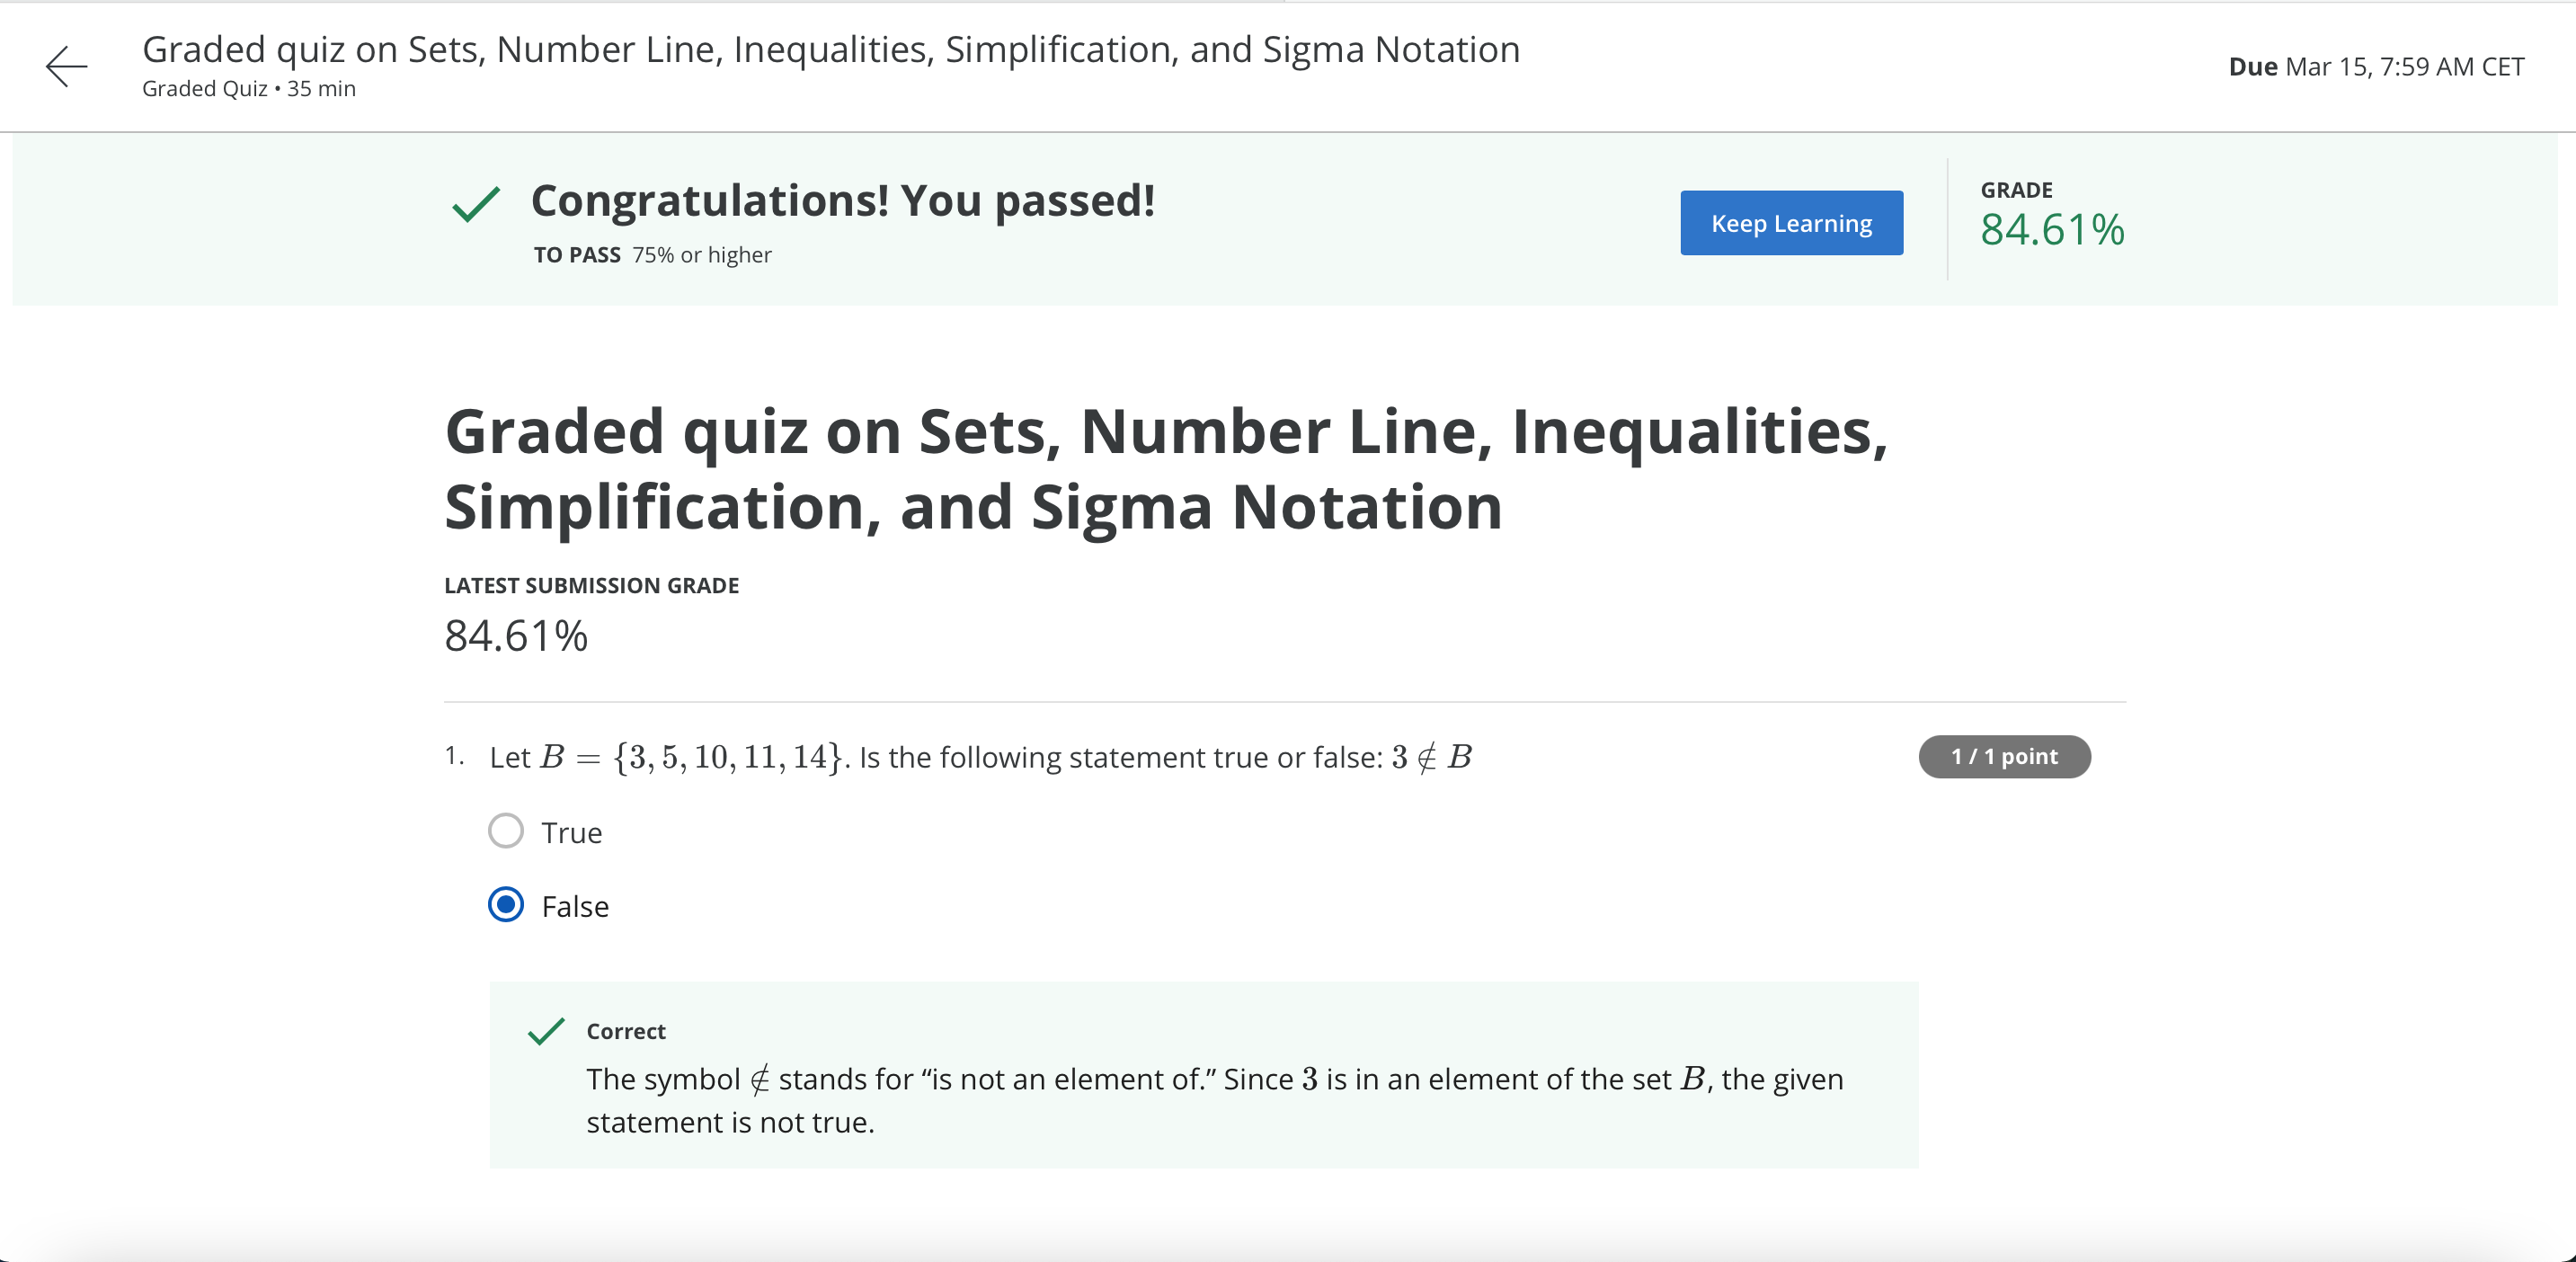 Graded quiz on Sets, Number Line, Inequalities, Simplification, and Sigma Notation
Graded Quiz • 35 min
Due Mar 15, 7:59 AM CET
Congratulations! You passed!
TO PASS 75% or higher
Keep Learning
GRADE
84.61%
Graded quiz on Sets, Number Line, Inequalities,
Simplification, and Sigma Notation
LATEST SUBMISSION GRADE
84.61%
1. Let B = {3, 5, 10, 11, 14}. Is the following statement true or false: 3 ∉ B
1 / 1 point
True
False
Correct
The symbol ∉ stands for “is not an element of.” Since 3 is in an element of the set B, the given
statement is not true.